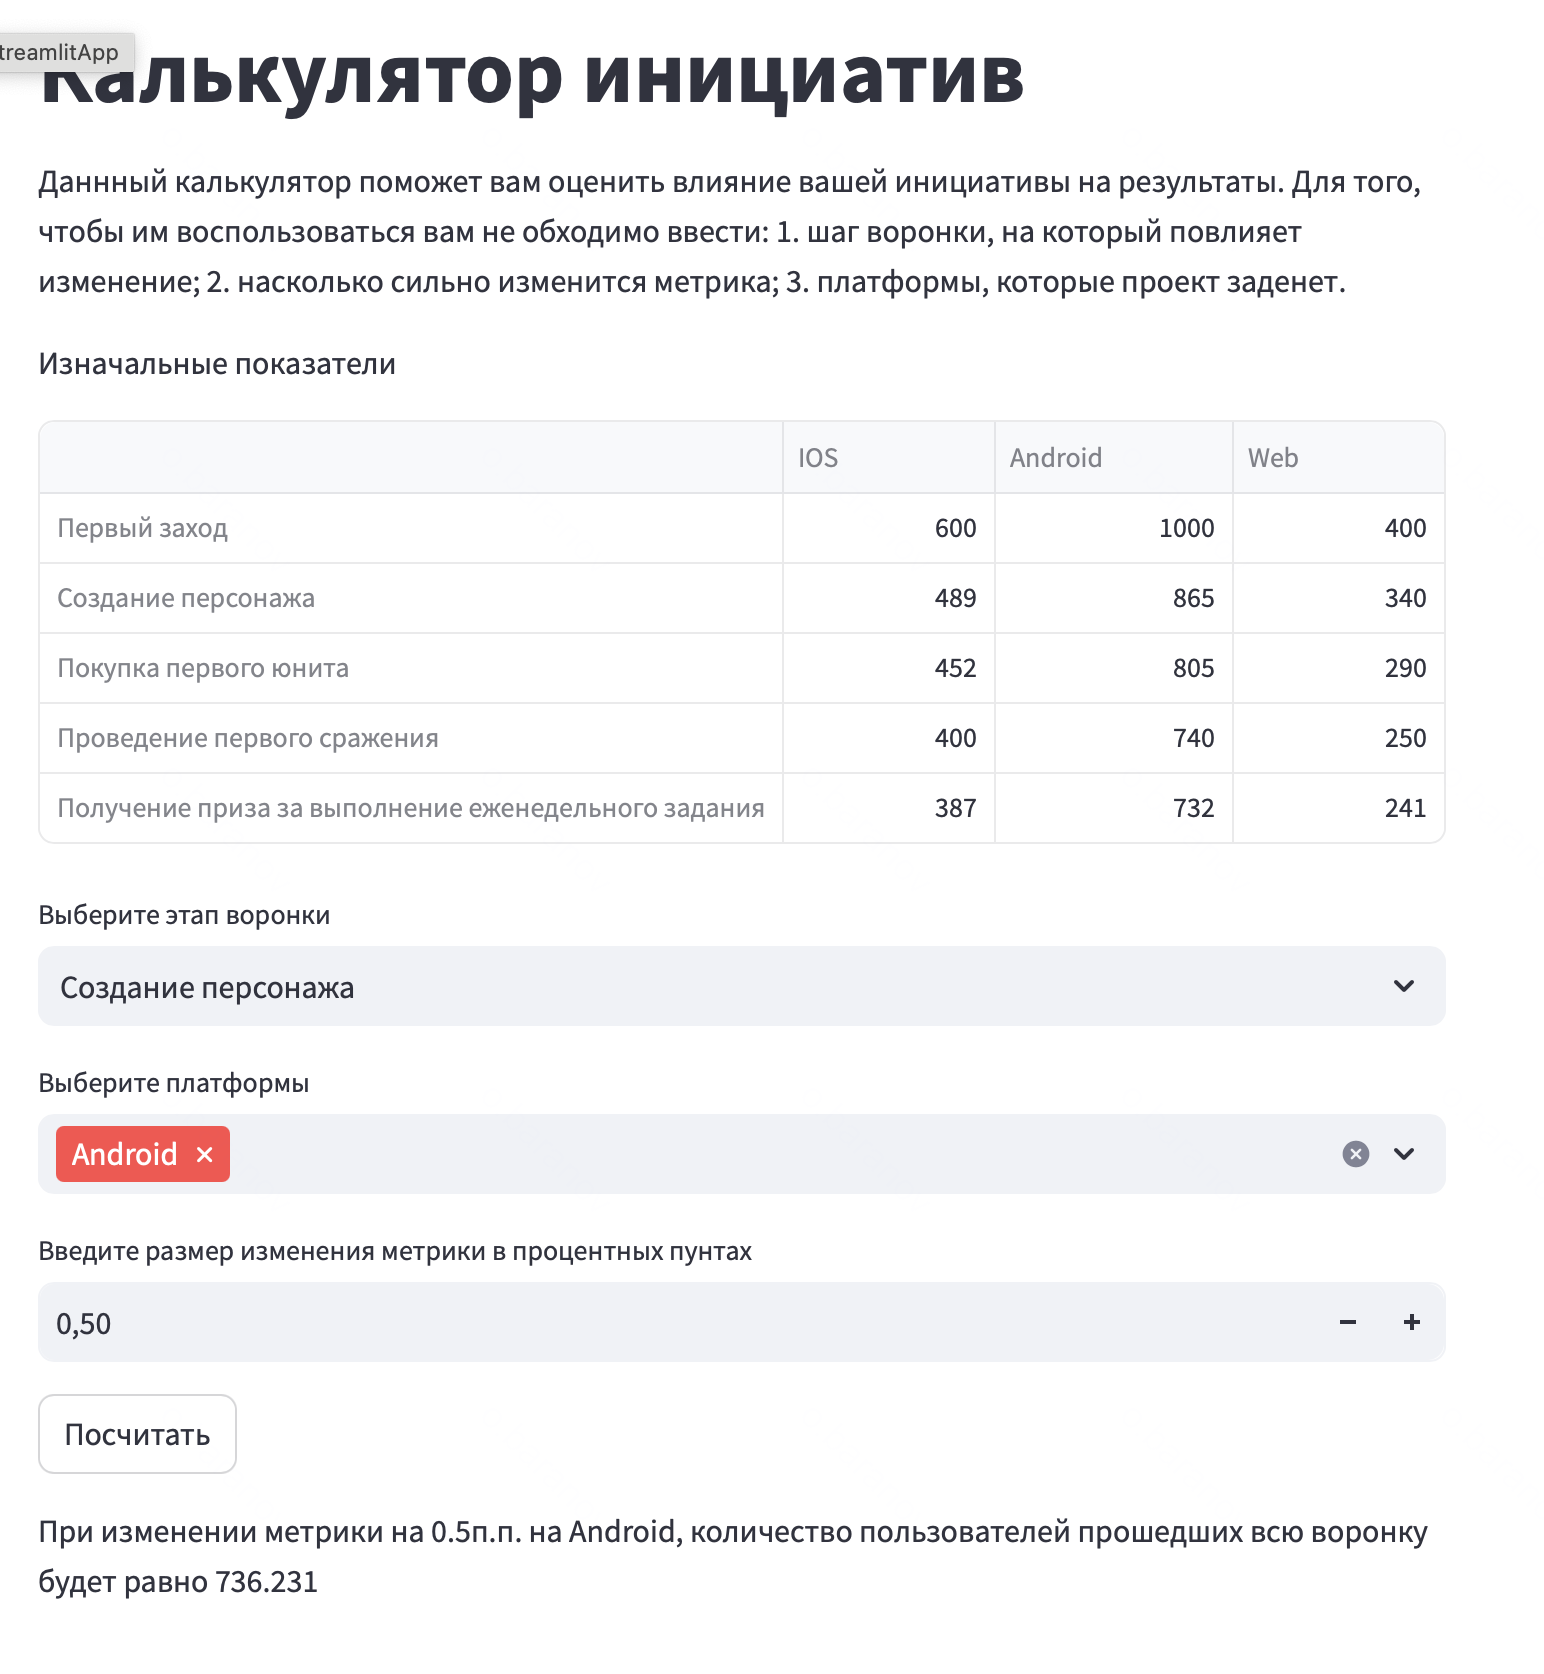 treamlitApp
Калькулятор инициатив
Даннный калькулятор поможет вам оценить влияние вашей инициативы на результаты. Для того,
чтобы им воспользоваться вам не обходимо ввести: 1. шаг воронки, на который повлияет
изменение; 2. насколько сильно изменится метрика; 3. платформы, которые проект заденет.
Изначальные показатели
IOS Android Web
Первый заход 600 1000 400
Создание персонажа 489 865 340
Покупка первого юнита 452 805 290
Проведение первого сражения 400 740 250
Получение приза за выполнение еженедельного задания 387 732 241
Выберите этап воронки
Создание персонажа
Выберите платформы
Android
Введите размер изменения метрики в процентных пунтах
0,50
Посчитать
При изменении метрики на 0.5п.п. на Android, количество пользователей прошедших всю воронку
будет равно 736.231